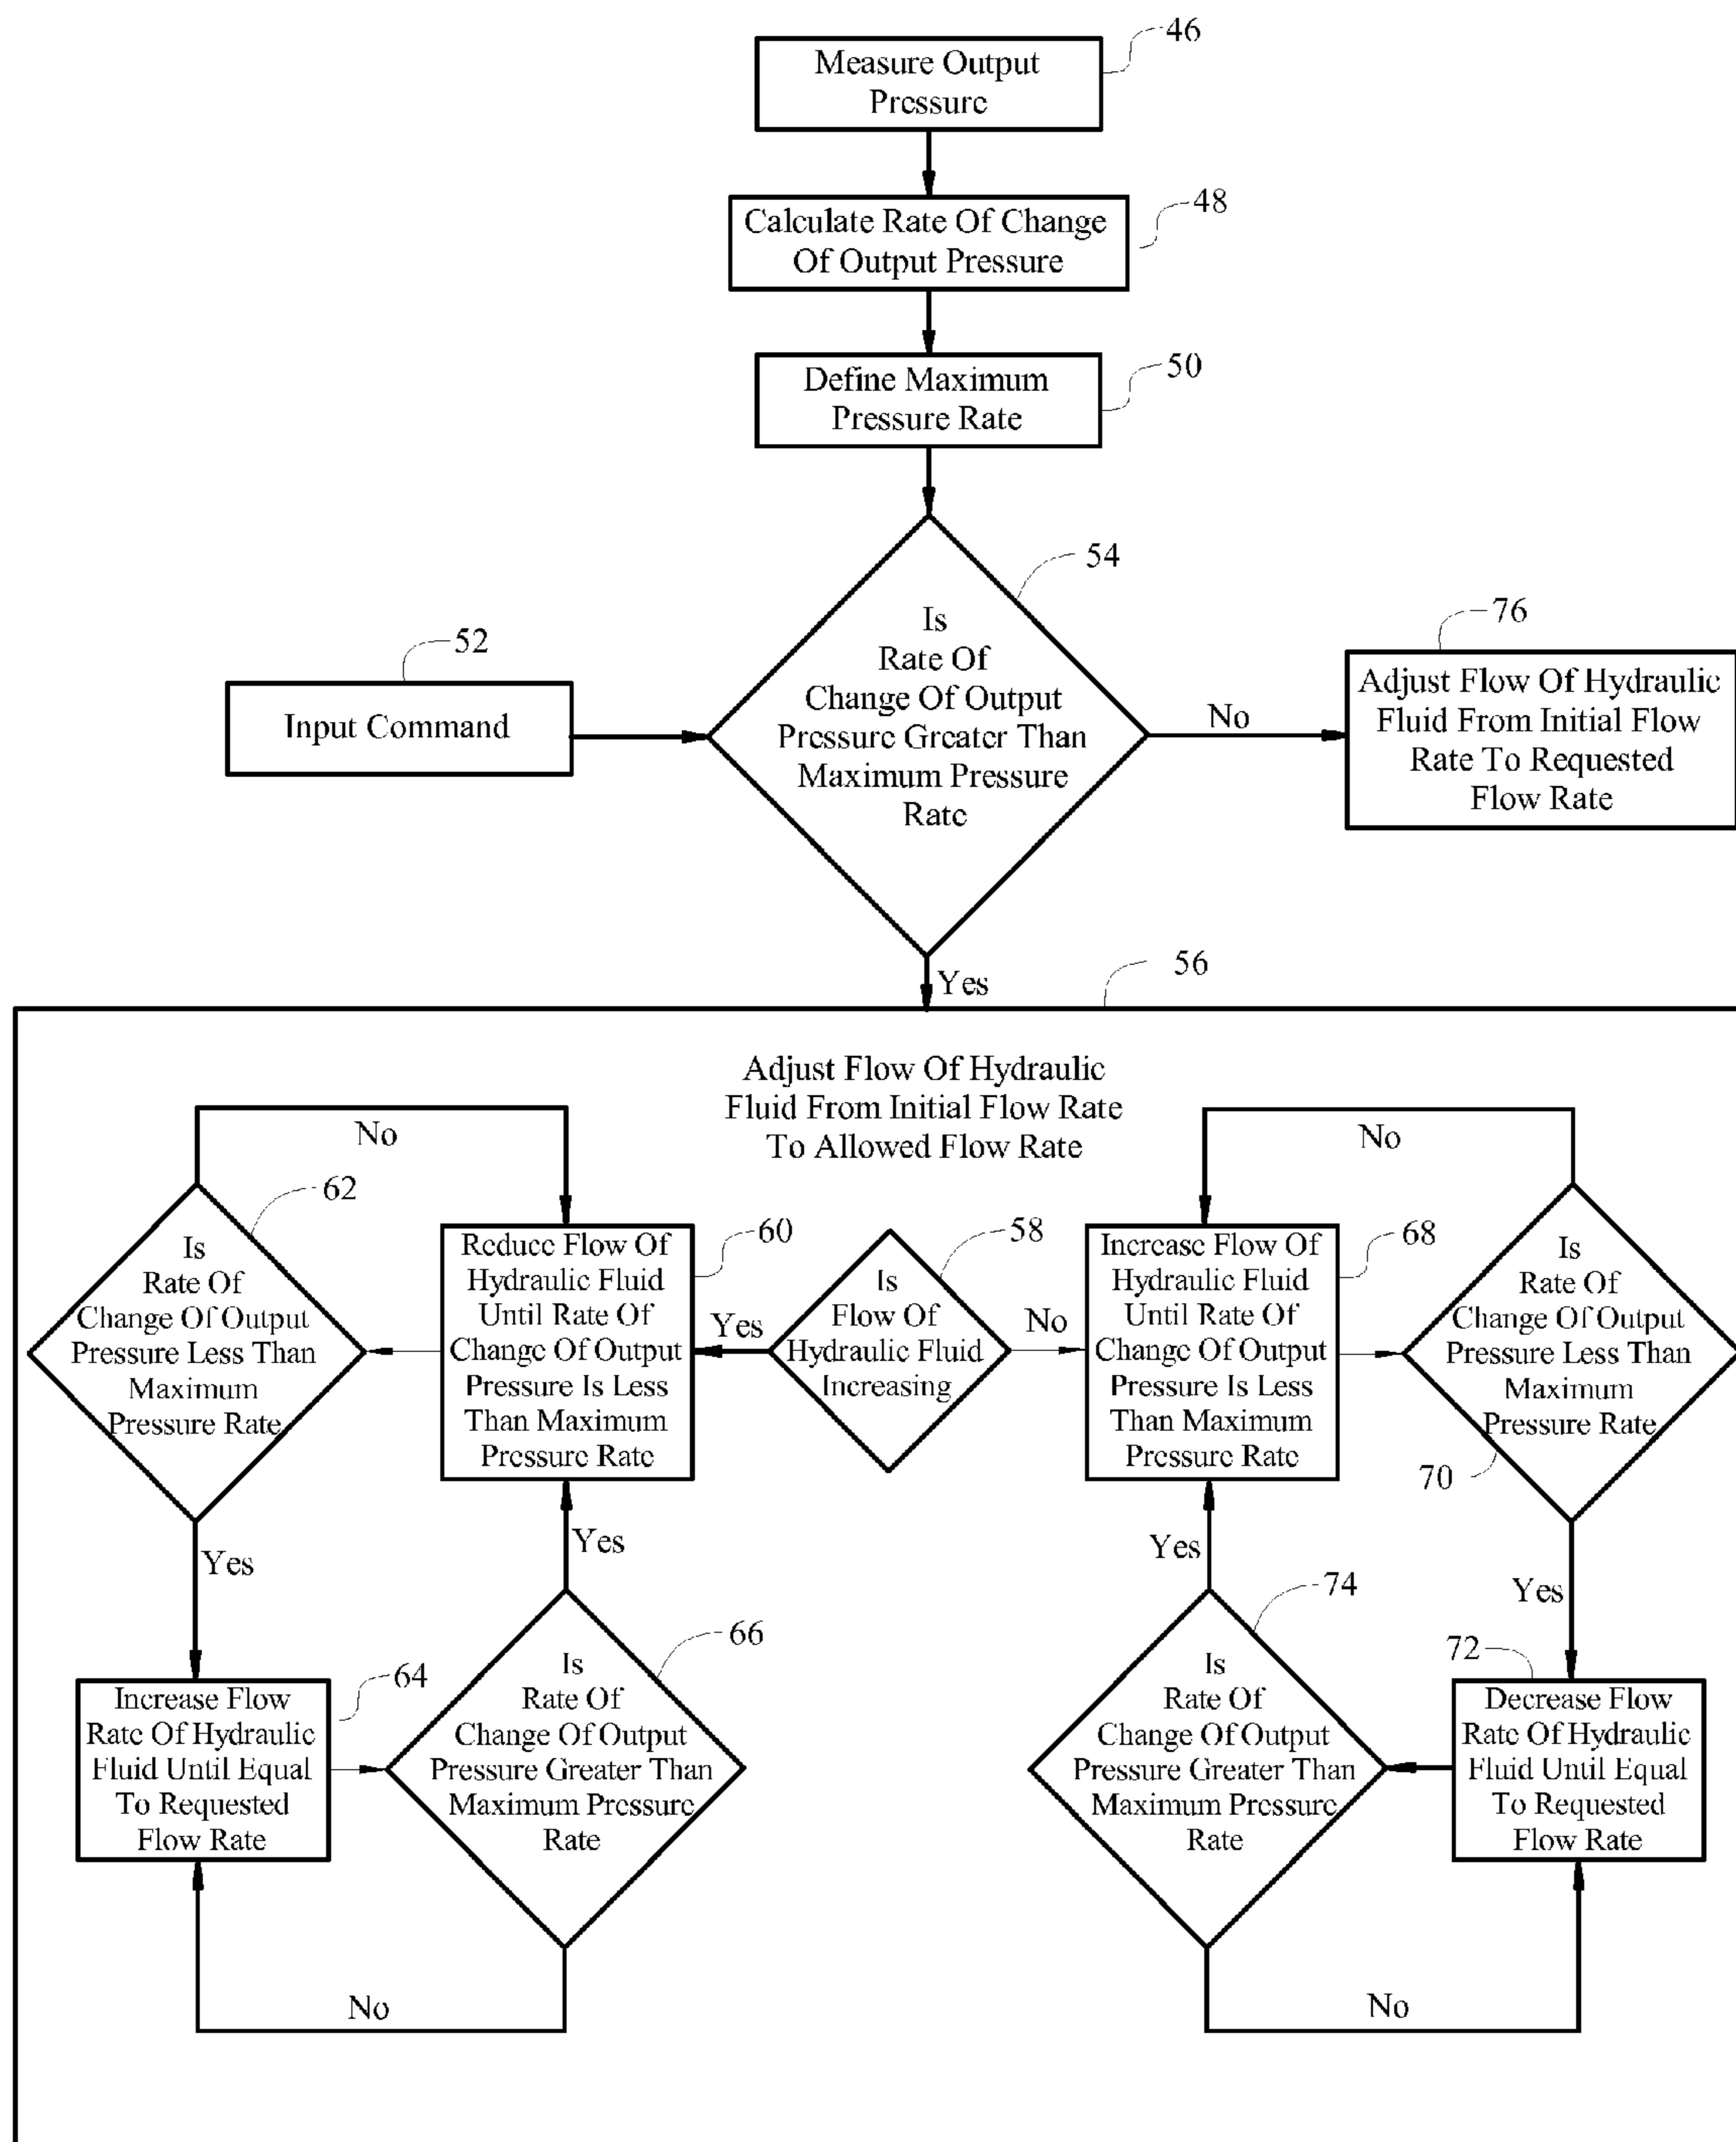 46
Measure Output
Pressure
48
Calculate Rate Of Change
Of Output Pressure
50
Define Maximum
Pressure Rate
54
Is
Rate Of
Change Of Output
Pressure Greater Than
Maximum Pressure
Rate
52
Input Command
No
76
Adjust Flow Of Hydraulic
Fluid From Initial Flow
Rate To Requested
Flow Rate
Yes
56
Adjust Flow Of Hydraulic
Fluid From Initial Flow Rate
To Allowed Flow Rate
No
62
Is
Rate Of
Change Of Output
Pressure Less Than
Maximum
Pressure Rate
60
Reduce Flow Of
Hydraulic Fluid
Until Rate Of
Change Of Output
Pressure Is Less
Than Maximum
Pressure Rate
Yes
58
Is
Flow Of
Hydraulic Fluid
Increasing
No
68
Increase Flow Of
Hydraulic Fluid
Until Rate Of
Change Of Output
Pressure Is Less
Than Maximum
Pressure Rate
No
Is
Rate Of
Change Of Output
Pressure Less Than
Maximum
Pressure Rate
70
Yes
Yes
Yes
Yes
64
Increase Flow
Rate Of Hydraulic
Fluid Until Equal
To Requested
Flow Rate
66
Is
Rate Of
Change Of Output
Pressure Greater Than
Maximum Pressure
Rate
No
74
Is
Rate Of
Change Of Output
Pressure Greater Than
Maximum Pressure
Rate
72
Decrease Flow
Rate Of Hydraulic
Fluid Until Equal
To Requested
Flow Rate
No